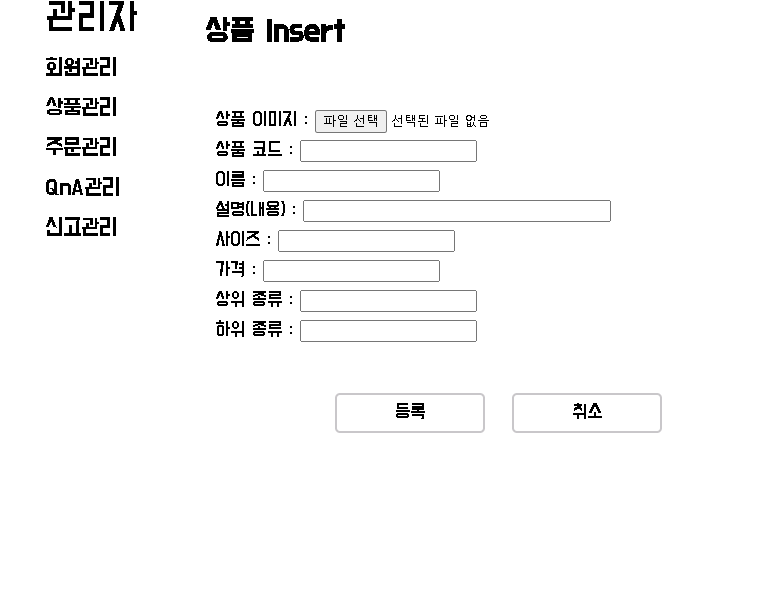 관리자
회원관리
상품관리
주문관리
QnA관리
신고관리
상품 Insert
상품 이미지 : 파일 선택 선택된 파일 없음
상품 코드 :
이름 :
설명(내용) :
사이즈 :
가격 :
상위 종류 :
하위 종류 :
등록 취소